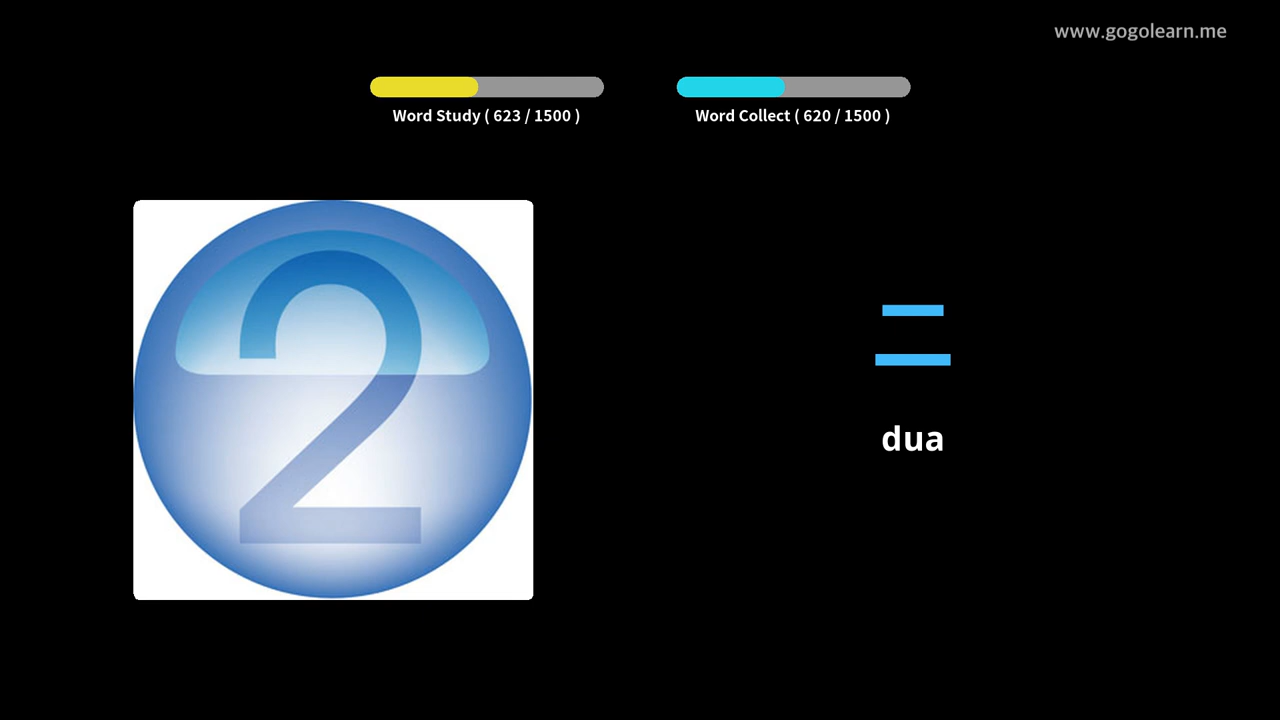 www.gogolearn.me
Word Study ( 623 / 1500 )
Word Collect ( 620 / 1500 )
2
二
dua